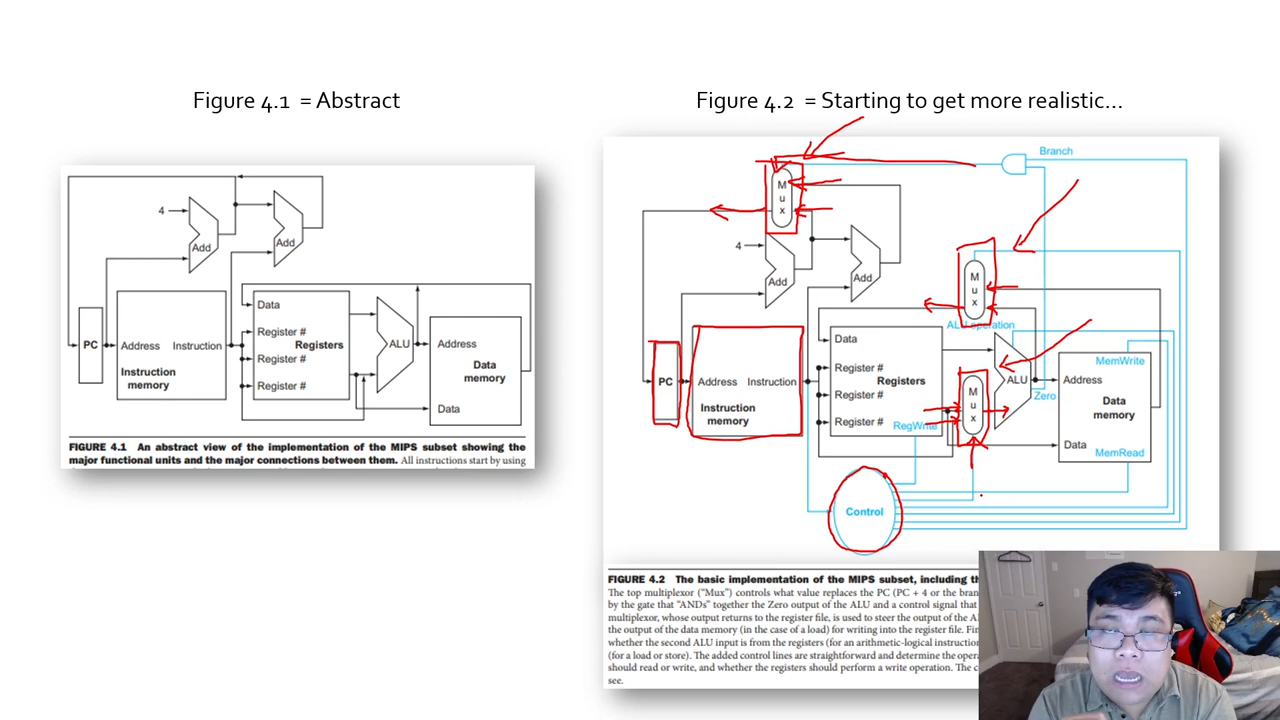 Figure 4.1 = Abstract
4
Add
Add
PC
Address
Instruction
Instruction
memory
Data
Register #
Register #
Registers
Register #
ALU
Address
Data
memory
Data
FIGURE 4.1 An abstract view of the implementation of the MIPS subset showing the
major functional units and the major connections between them. All instructions start by using
Figure 4.2 = Starting to get more realistic...
Branch
M
u
x
4
Add
Add
M
u
x
ALU operation
PC
Address
Instruction
Instruction
memory
Data
Register #
Registers
Register #
Register #
RegWrite
M
u
x
ALU
Zero
MemWrite
Address
Data
memory
Data
MemRead
Control
FIGURE 4.2 The basic implementation of the MIPS subset, including th
The top multiplexor ("Mux") controls what value replaces the PC (PC + 4 or the bran
by the gate that "ANDs" together the Zero output of the ALU and a control signal that
multiplexor, whose output returns to the register file, is used to steer the output of the A
the output of the data memory (in the case of a load) for writing into the register file. Fin
whether the second ALU input is from the registers (for an arithmetic-logical instruction
(for a load or store). The added control lines are straightforward and determine the opera
should read or write, and whether the registers should perform a write operation. The c
see.